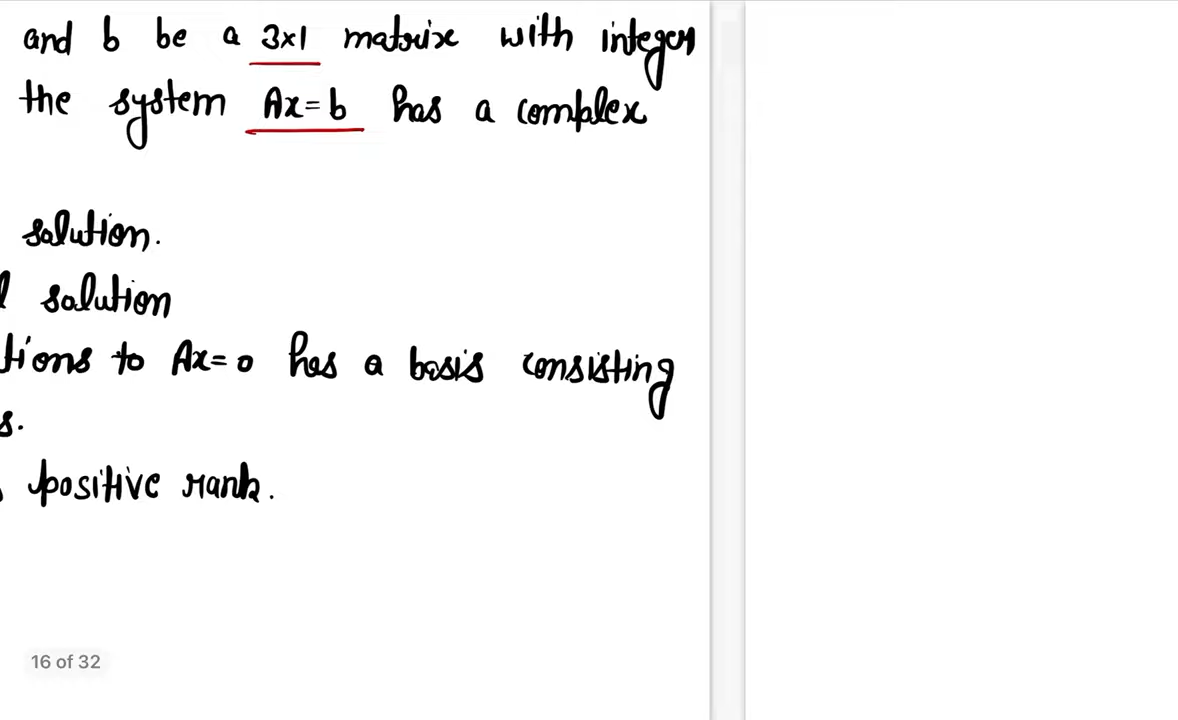 and b be a 3x1 matrix with integer
the system Ax=b has a complex
solution.
solution
tions to Ax=0 has a basis consisting
s.
positive rank.
16 of 32